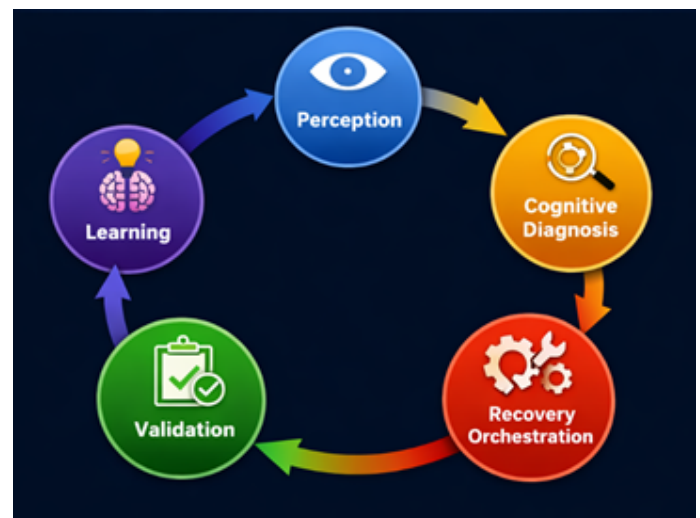 Perception
Cognitive
Diagnosis
Recovery
Orchestration
Validation
Learning